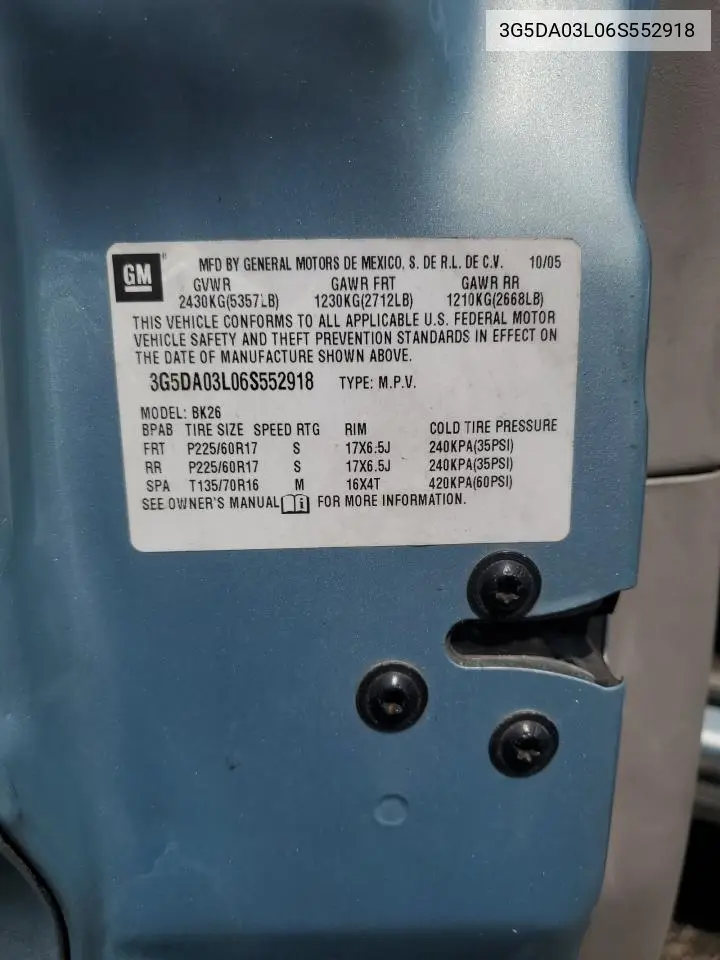 3G5DA03L06S552918
GM® MFD BY GENERAL MOTORS DE MEXICO, S. DE R.L. DE C.V. 10/05
GVWR GAWR FRT GAWR RR
2430KG(5357LB) 1230KG(2712LB) 1210KG(2668LB)
THIS VEHICLE CONFORMS TO ALL APPLICABLE U.S. FEDERAL MOTOR
VEHICLE SAFETY AND THEFT PREVENTION STANDARDS IN EFFECT ON
THE DATE OF MANUFACTURE SHOWN ABOVE.
3G5DA03L06S552918 TYPE: M.P.V.
MODEL: BK26
BPAB TIRE SIZE SPEED RTG RIM COLD TIRE PRESSURE
FRT P225/60R17 S 17X6.5J 240KPA(35PSI)
RR P225/60R17 S 17X6.5J 240KPA(35PSI)
SPA T135/70R16 M 16X4T 420KPA(60PSI)
SEE OWNER'S MANUAL i FOR MORE INFORMATION.